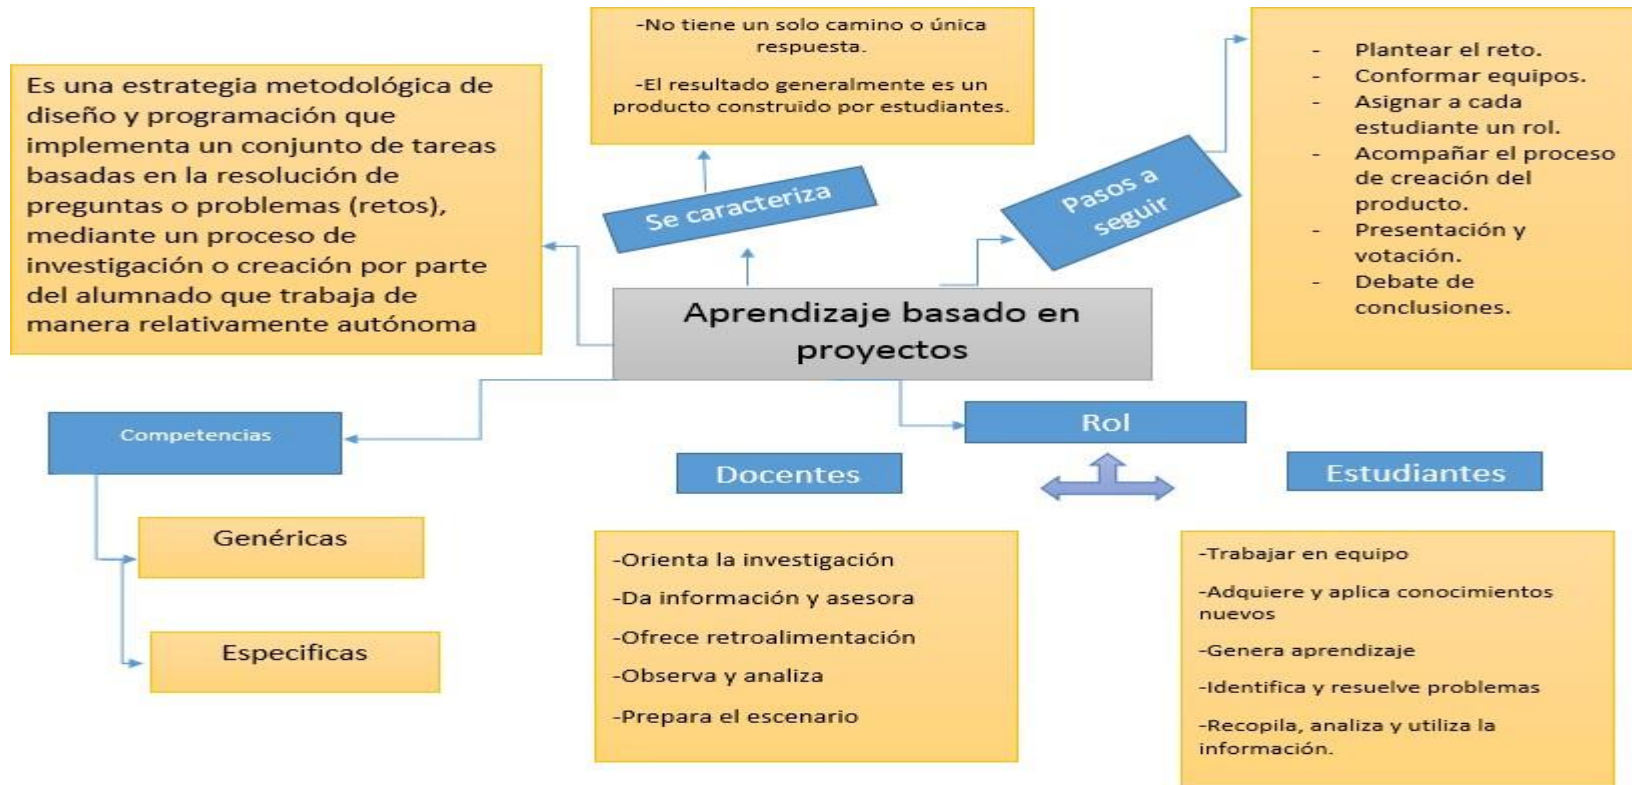 -No tiene un solo camino o única
respuesta.
-El resultado generalmente es un
producto construido por estudiantes.
Es una estrategia metodológica de
diseño y programación que
implementa un conjunto de tareas
basadas en la resolución de
preguntas o problemas (retos),
mediante un proceso de
investigación o creación por parte
del alumnado que trabaja de
manera relativamente autónoma
Se caracteriza
Pasos a
seguir
- Plantear el reto.
- Conformar equipos.
- Asignar a cada
estudiante un rol.
- Acompañar el proceso
de creación del
producto.
- Presentación y
votación.
- Debate de
conclusiones.
Aprendizaje basado en
proyectos
Competencias
Genéricas
Especificas
Rol
Docentes
-Orienta la investigación
-Da información y asesora
-Ofrece retroalimentación
-Observa y analiza
-Prepara el escenario
Estudiantes
-Trabajar en equipo
-Adquiere y aplica conocimientos
nuevos
-Genera aprendizaje
-Identifica y resuelve problemas
-Recopila, analiza y utiliza la
información.